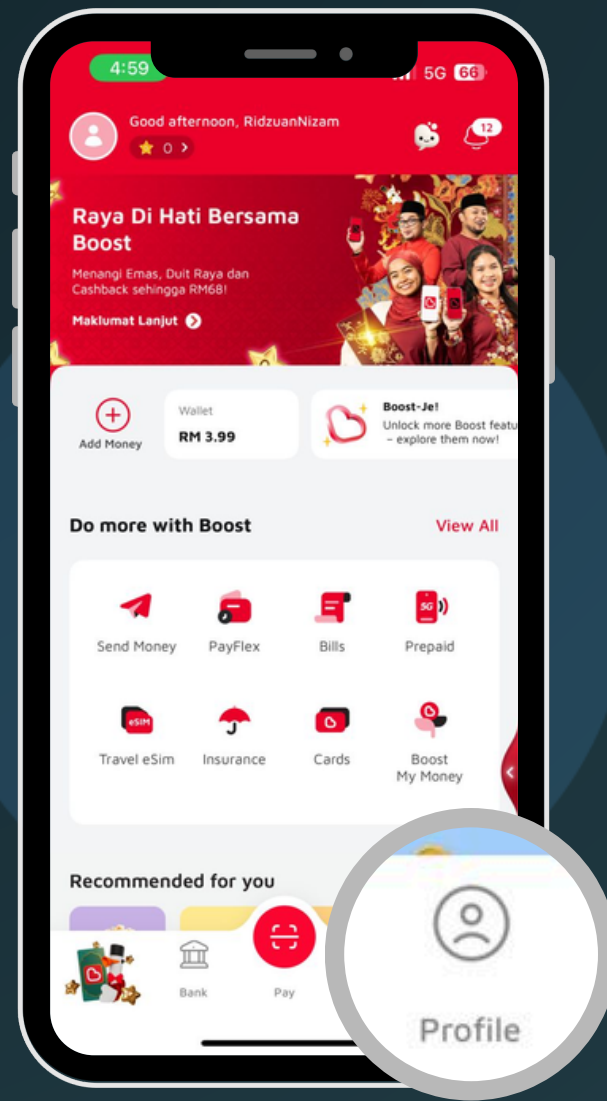 4:59
5G 66
Good afternoon, RidzuanNizam
12
0
Raya Di Hati Bersama
Boost
Menangi Emas, Duit Raya dan
Cashback sehingga RM68!
Maklumat Lanjut
Add Money
Wallet
RM 3.99
Boost-Je!
Unlock more Boost featu
– explore them now!
Do more with Boost
View All
5G
Send Money
PayFlex
Bills
Prepaid
eSIM
Travel eSim
Insurance
Cards
Boost
My Money
Recommended for you
Bank
Pay
Profile